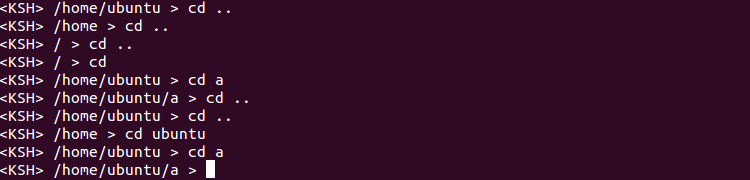 <KSH> /home/ubuntu > cd ..
<KSH> /home > cd ..
<KSH> / > cd ..
<KSH> / > cd
<KSH> /home/ubuntu > cd a
<KSH> /home/ubuntu/a > cd ..
<KSH> /home/ubuntu > cd ..
<KSH> /home > cd ubuntu
<KSH> /home/ubuntu > cd a
<KSH> /home/ubuntu/a >